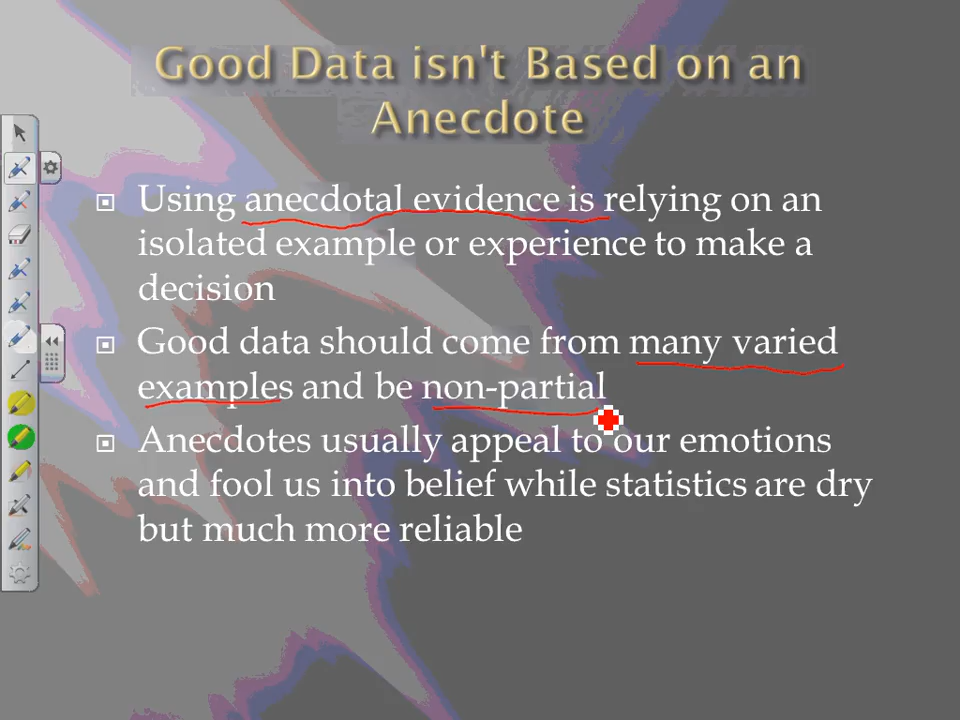 Good Data isn't Based on an
Anecdote
Using anecdotal evidence is relying on an
isolated example or experience to make a
decision
Good data should come from many varied
examples and be non-partial
Anecdotes usually appeal to our emotions
and fool us into belief while statistics are dry
but much more reliable